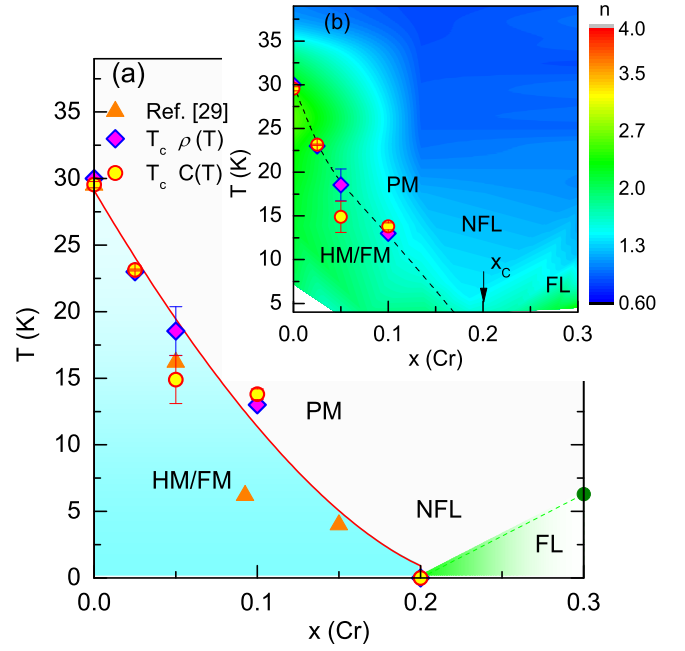 (a)
Ref. [29]
T_c ρ(T)
T_c C(T)
35
30
25
20
15
10
5
0
T (K)
HM/FM
PM
NFL
FL
0.0 0.1 0.2 0.3
x (Cr)
(b)
35
30
25
20
15
10
5
T (K)
PM
NFL
HM/FM
x_C
FL
0.0 0.1 0.2 0.3
x (Cr)
n
4.0
3.5
2.7
2.0
1.3
0.60